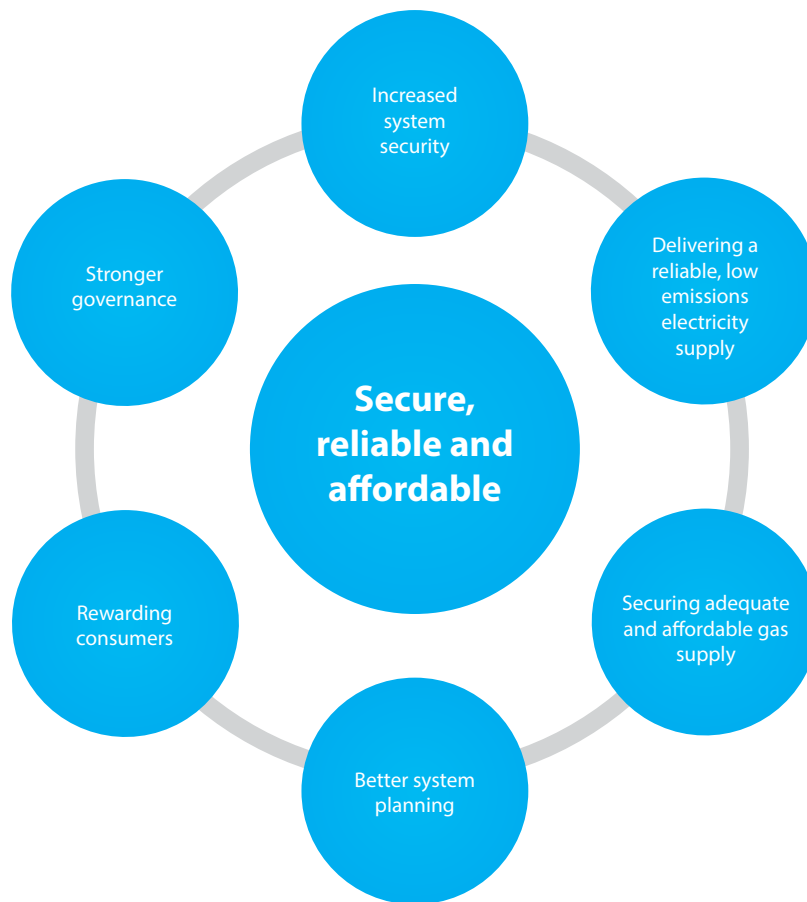 Increased
system
security
Delivering a
reliable, low
emissions
electricity
supply
Securing adequate
and affordable gas
supply
Better system
planning
Rewarding
consumers
Stronger
governance
Secure,
reliable and
affordable